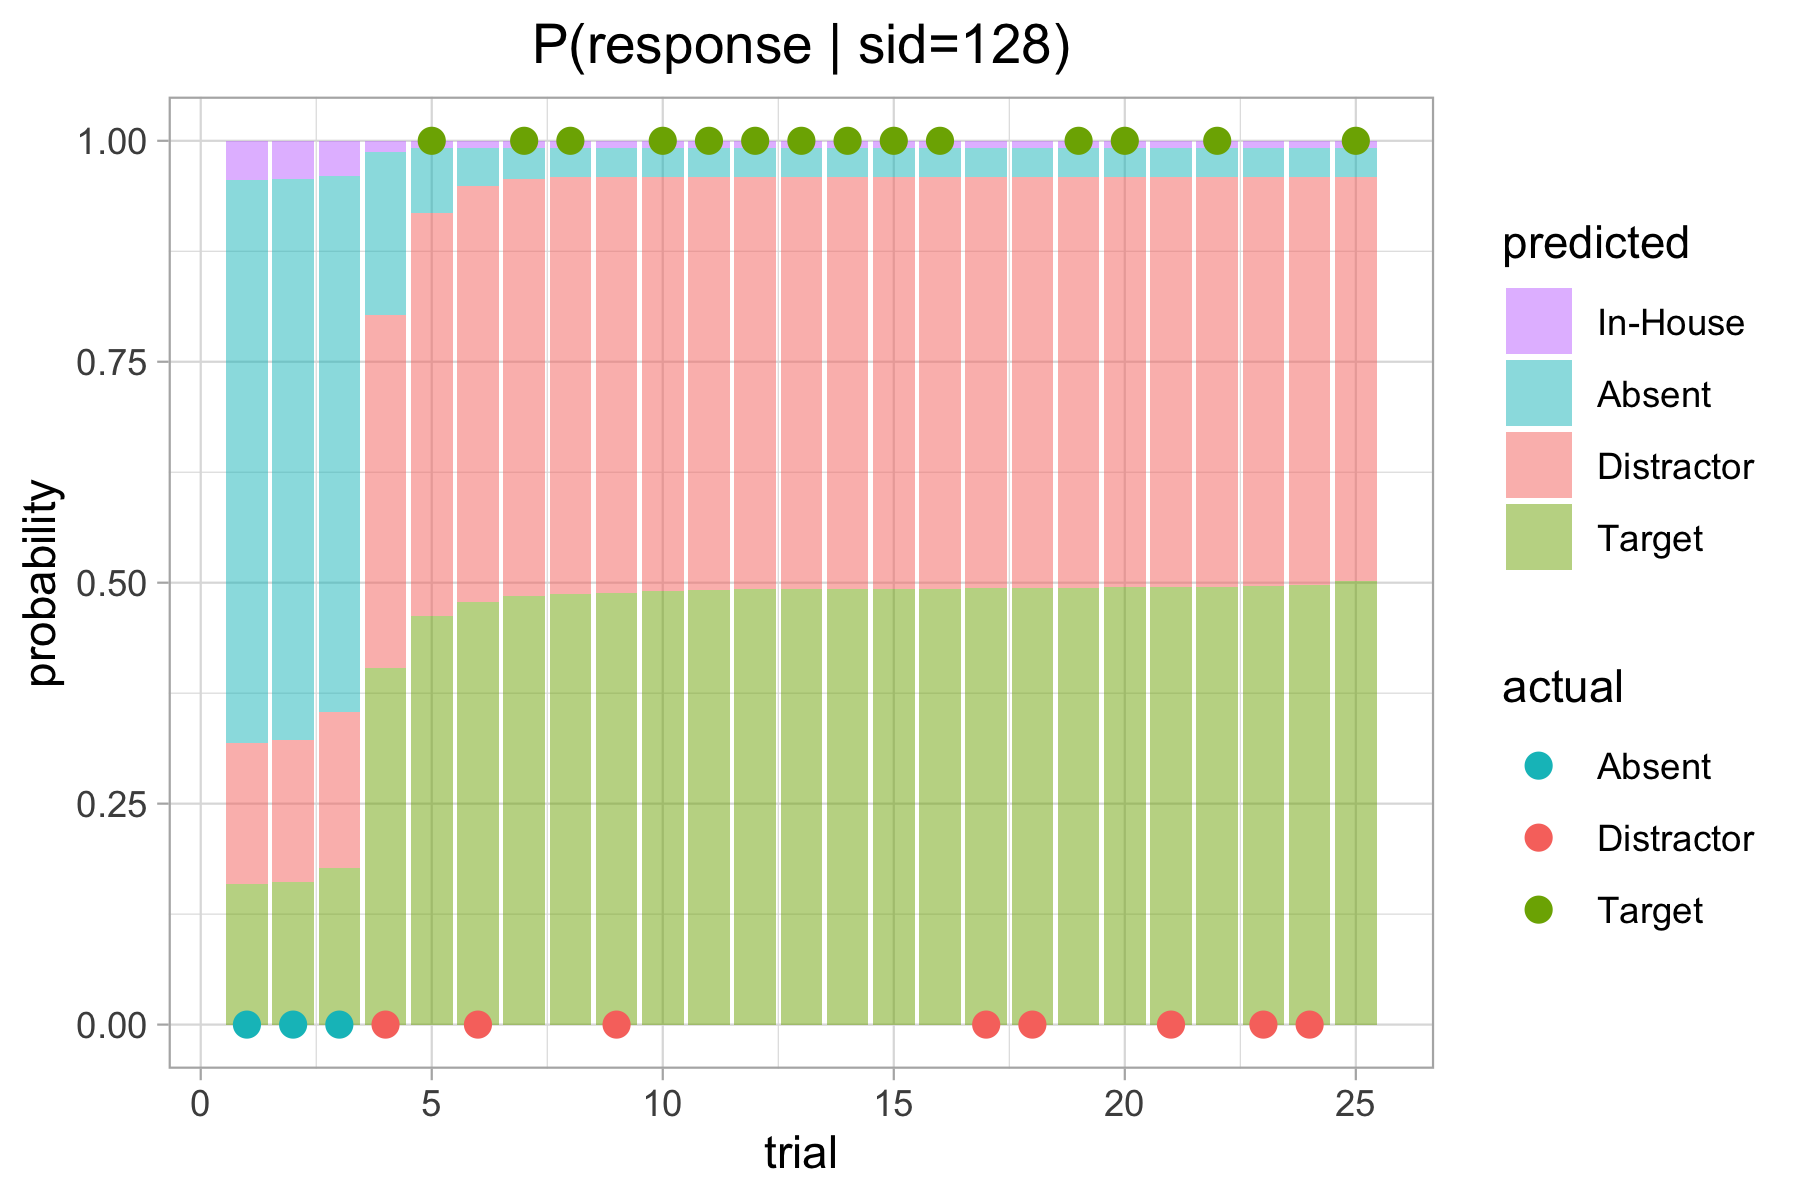 P(response | sid=128)
probability
1.00
0.75
0.50
0.25
0.00
0 5 10 15 20 25
trial
predicted
In-House
Absent
Distractor
Target
actual
Absent
Distractor
Target